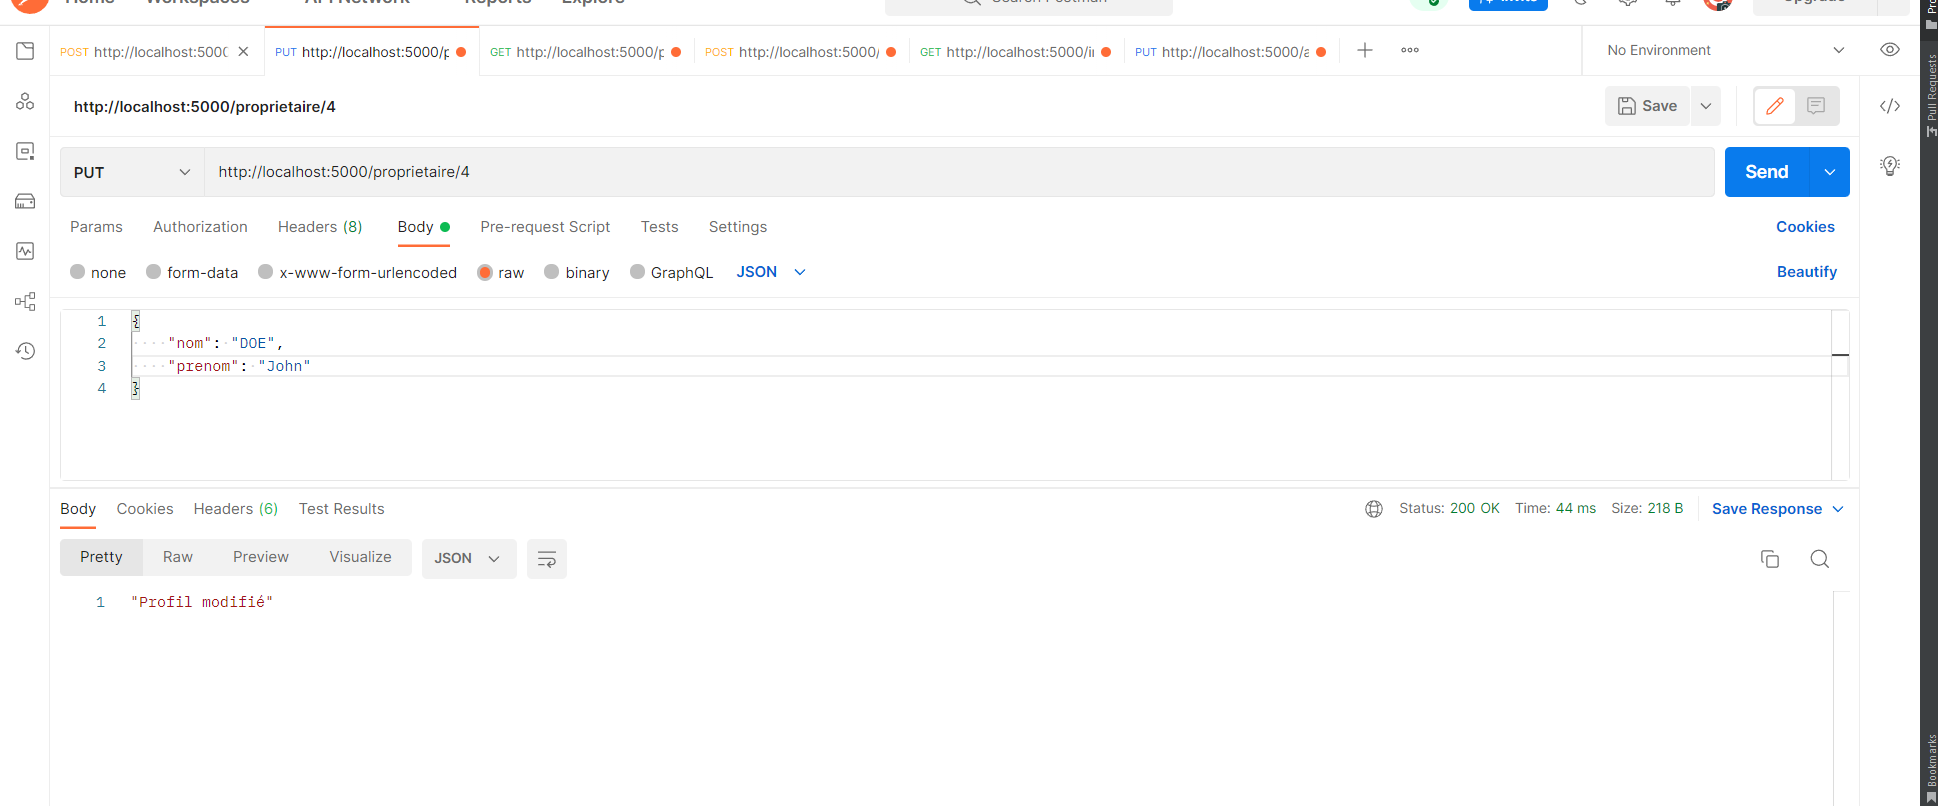 Home Workspaces API Network Reports Explore Search Postman Invite Upgrade
POST http://localhost:5000 PUT http://localhost:5000/p GET http://localhost:5000/p POST http://localhost:5000/ GET http://localhost:5000/i PUT http://localhost:5000/a No Environment
http://localhost:5000/proprietaire/4 Save
PUT http://localhost:5000/proprietaire/4 Send
Params Authorization Headers (8) Body Pre-request Script Tests Settings Cookies
none form-data x-www-form-urlencoded raw binary GraphQL JSON Beautify
1 {
2 "nom": "DOE",
3 "prenom": "John"
4 }
Body Cookies Headers (6) Test Results Status: 200 OK Time: 44 ms Size: 218 B Save Response
Pretty Raw Preview Visualize JSON
1 "Profil modifié"
Pull Requests
Bookmarks